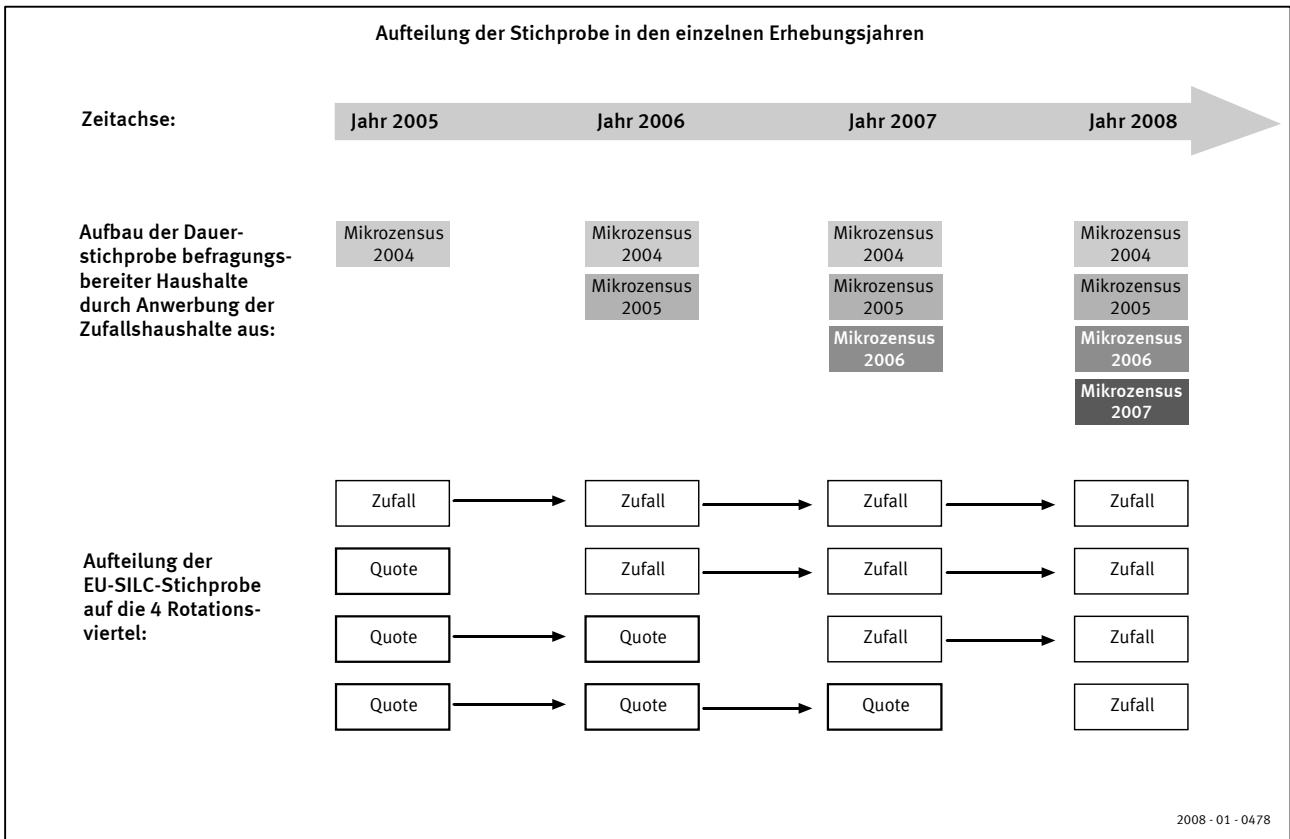 Aufteilung der Stichprobe in den einzelnen Erhebungsjahren
Zeitachse:
Jahr 2005
Jahr 2006
Jahr 2007
Jahr 2008
Aufbau der Dauer-
stichprobe befragungs-
bereiter Haushalte
durch Anwerbung der
Zufallshaushalte aus:
Mikrozensus
2004
Mikrozensus
2004
Mikrozensus
2005
Mikrozensus
2004
Mikrozensus
2005
Mikrozensus
2006
Mikrozensus
2004
Mikrozensus
2005
Mikrozensus
2006
Mikrozensus
2007
Aufteilung der
EU-SILC-Stichprobe
auf die 4 Rotations-
viertel:
Zufall
Zufall
Zufall
Zufall
Quote
Zufall
Zufall
Zufall
Quote
Quote
Zufall
Zufall
Quote
Quote
Quote
Zufall
2008 - 01 - 0478